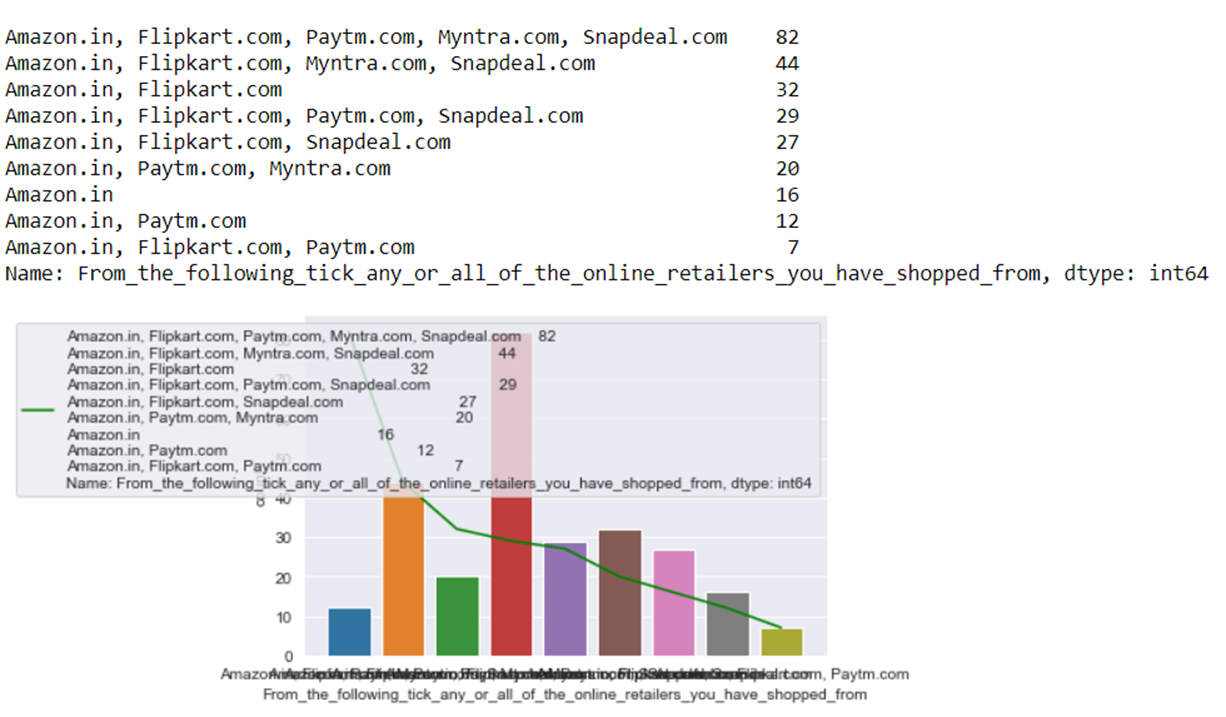 Amazon.in, Flipkart.com, Paytm.com, Myntra.com, Snapdeal.com 82
Amazon.in, Flipkart.com, Myntra.com, Snapdeal.com 44
Amazon.in, Flipkart.com 32
Amazon.in, Flipkart.com, Paytm.com, Snapdeal.com 29
Amazon.in, Flipkart.com, Snapdeal.com 27
Amazon.in, Paytm.com, Myntra.com 20
Amazon.in 16
Amazon.in, Paytm.com 12
Amazon.in, Flipkart.com, Paytm.com 7
Name: From_the_following_tick_any_or_all_of_the_online_retailers_you_have_shopped_from, dtype: int64
Amazon.in, Flipkart.com, Paytm.com, Myntra.com, Snapdeal.com 82
Amazon.in, Flipkart.com, Myntra.com, Snapdeal.com 44
Amazon.in, Flipkart.com 32
Amazon.in, Flipkart.com, Paytm.com, Snapdeal.com 29
Amazon.in, Flipkart.com, Snapdeal.com 27
Amazon.in, Paytm.com, Myntra.com 20
Amazon.in 16
Amazon.in, Paytm.com 12
Amazon.in, Flipkart.com, Paytm.com 7
Name: From_the_following_tick_any_or_all_of_the_online_retailers_you_have_shopped_from, dtype: int64
80
70
50
40
30
20
10
0
From_the_following_tick_any_or_all_of_the_online_retailers_you_have_shopped_from